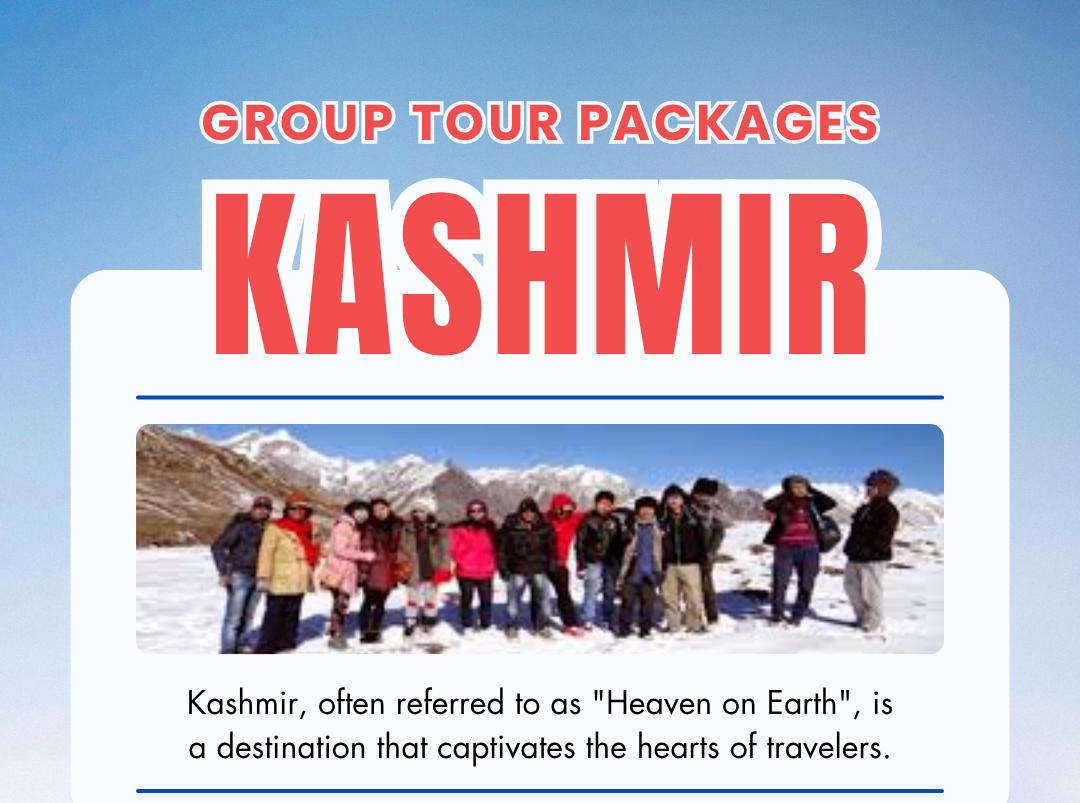 GROUP TOUR PACKAGES
KASHMIR
Kashmir, often referred to as "Heaven on Earth", is
a destination that captivates the hearts of travelers.